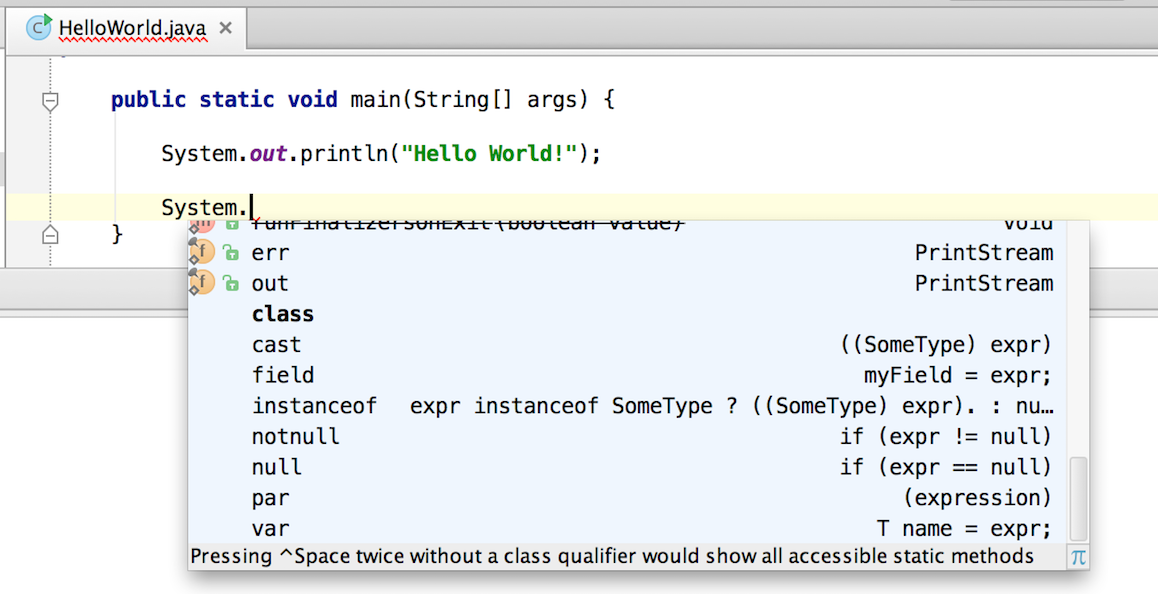 HelloWorld.java
public static void main(String[] args) {
System.out.println("Hello World!");
System.
}
runFinalizersOnExit(boolean value) void
err PrintStream
out PrintStream
class
cast ((SomeType) expr)
field myField = expr;
instanceof expr instanceof SomeType ? ((SomeType) expr). : nu…
notnull if (expr != null)
null if (expr == null)
par (expression)
var T name = expr;
Pressing ^Space twice without a class qualifier would show all accessible static methods π